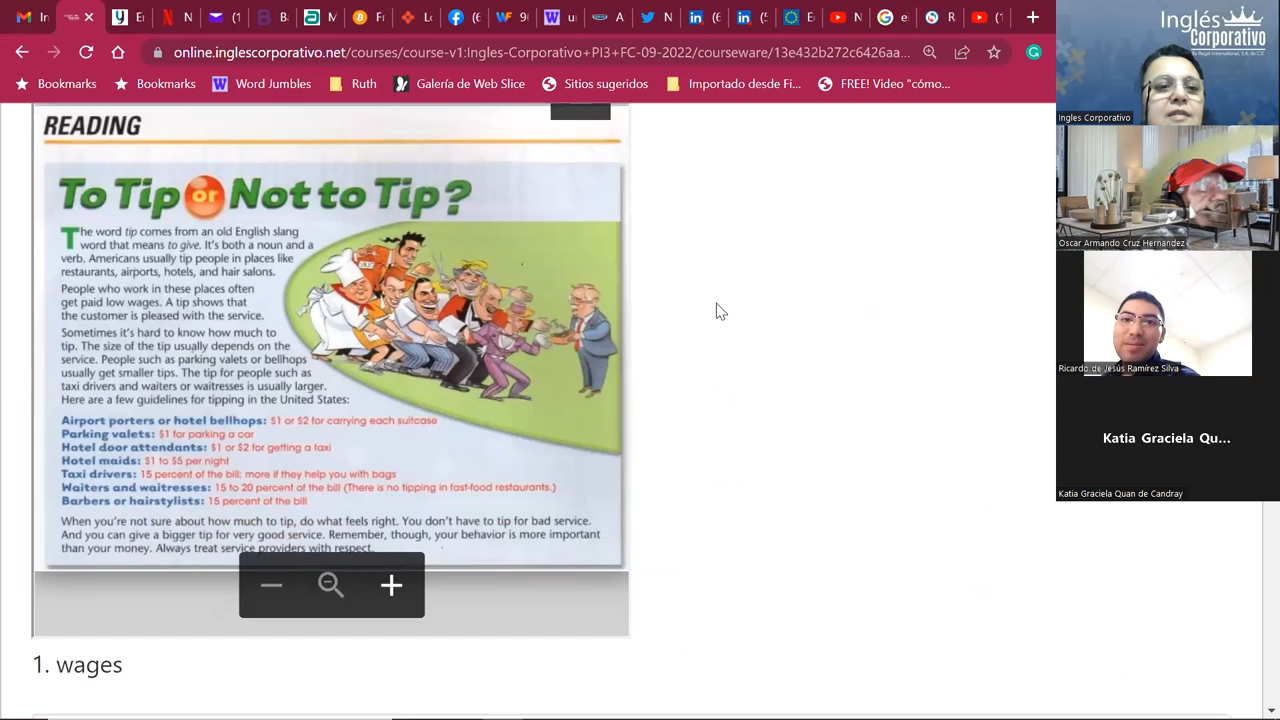 M In
E
N
(1
B
M
Fr
Lo
(6
WF 9
W u
A
N
in (6
in (5
E
N
G e
R
(1
online.inglescorporativo.net/courses/course-v1:Ingles-Corporativo+PI3+FC-09-2022/courseware/13e432b272c6426aa...
Bookmarks
Bookmarks
W Word Jumbles
Ruth
Galería de Web Slice
Sitios sugeridos
Importado desde Fi...
FREE! Video "cómo...
READING
To Tip or Not to Tip?
The word tip comes from an old English slang
word that means to give. It's both a noun and a
verb. Americans usually tip people in places like
restaurants, airports, hotels, and hair salons.
People who work in these places often
get paid low wages. A tip shows that
the customer is pleased with the service.
Sometimes it's hard to know how much to
tip. The size of the tip usually depends on the
service. People such as parking valets or bellhops
usually get smaller tips. The tip for people such as
taxi drivers and waiters or waitresses is usually larger.
Here are a few guidelines for tipping in the United States:
Airport porters or hotel bellhops: $1 or $2 for carrying each suitcase
Parking valets: $1 for parking a car
Hotel door attendants: $1 or $2 for getting a taxi
Hotel maids: $1 to $5 per night
Taxi drivers: 15 percent of the bill; more if they help you with bags
Waiters and waitresses: 15 to 20 percent of the bill (There is no tipping in fast-food restaurants.)
Barbers or hairstylists: 15 percent of the bill
When you're not sure about how much to tip, do what feels right. You don't have to tip for bad service.
And you can give a bigger tip for very good service. Remember, though, your behavior is more important
than your money. Always treat service providers with respect.
1. wages
Inglés
Corporativo
Ingles Corporativo
Oscar Armando Cruz Hernandez
Ricardo de Jesús Ramírez Silva
Katia Graciela Qu...
Katia Graciela Quan de Candray